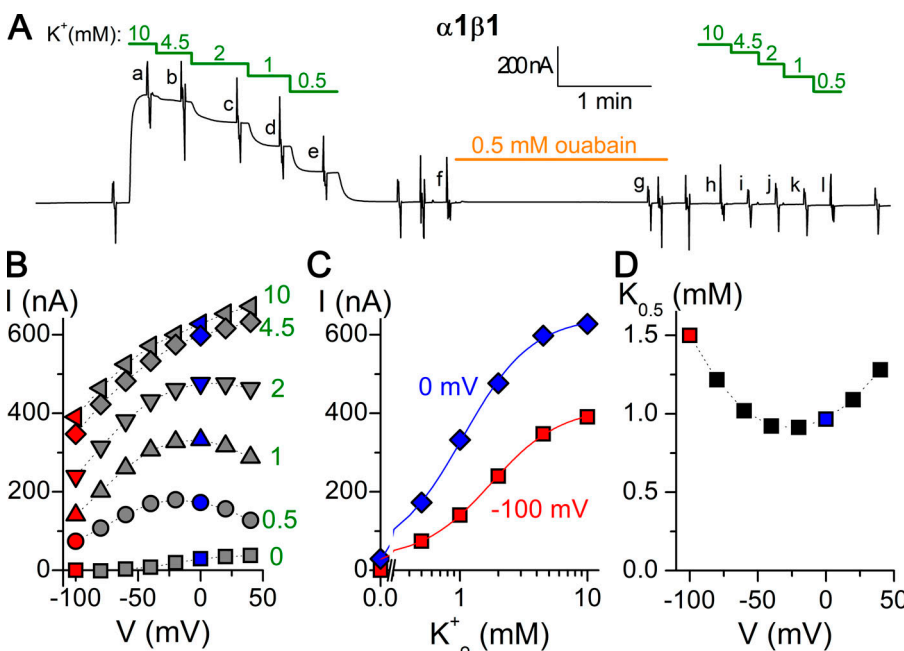 A
α1β1
K⁺(mM):
10
4.5
2
1
0.5
10
4.5
2
1
0.5
200 nA
1 min
0.5 mM ouabain
a
b
c
d
e
f
g
h
i
j
k
l
B
I (nA)
600
400
200
0
-100
-50
0
50
V (mV)
10
4.5
2
1
0.5
0
C
I (nA)
600
400
200
0
0 mV
-100 mV
0.0
1
10
K⁺ₒ (mM)
D
K₀.₅ (mM)
1.5
1.0
0.5
0.0
-100
-50
0
50
V (mV)